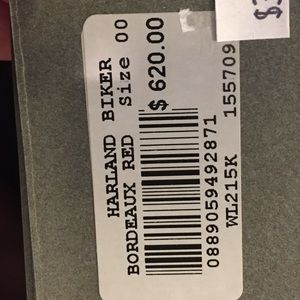 HARLAND BIKER
BORDEAUX RED Size 00
$ 620.00
0889059492871
WL215K 155709